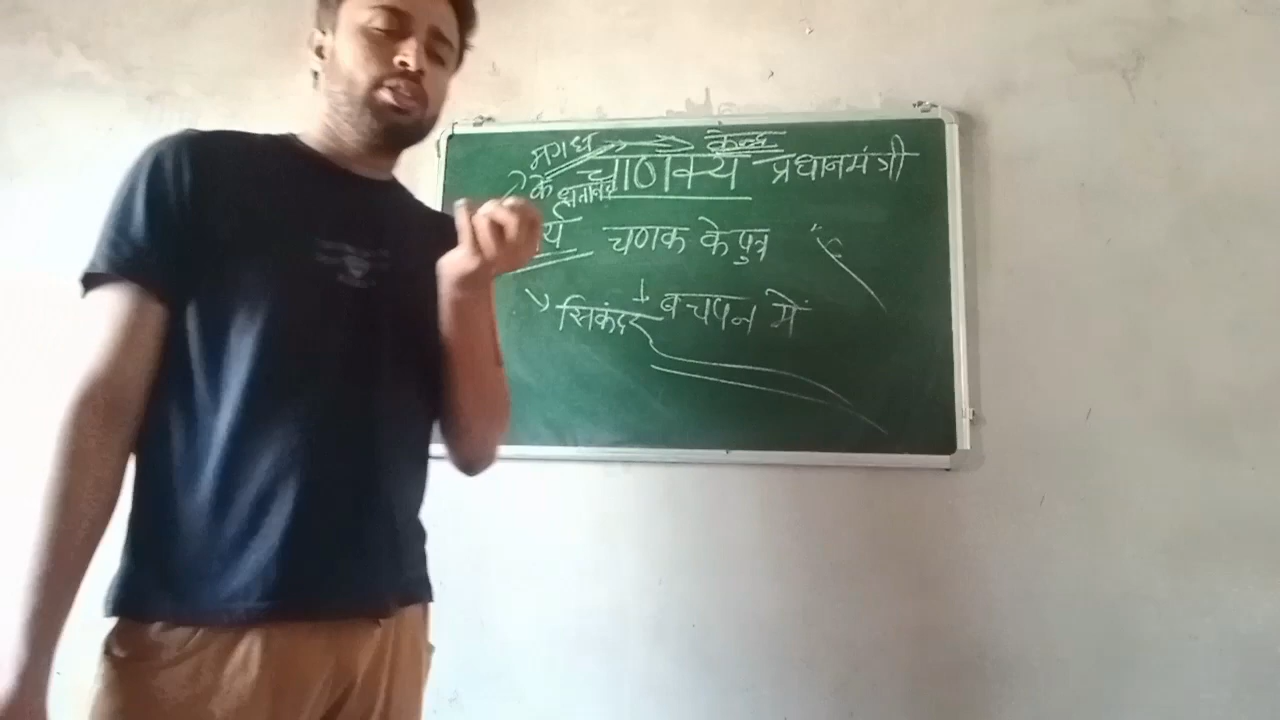 मगध केन्द्र
के चाणक्य प्रधानमंत्री
र्य चणक के पुत्र
सिकंदर बचपन में